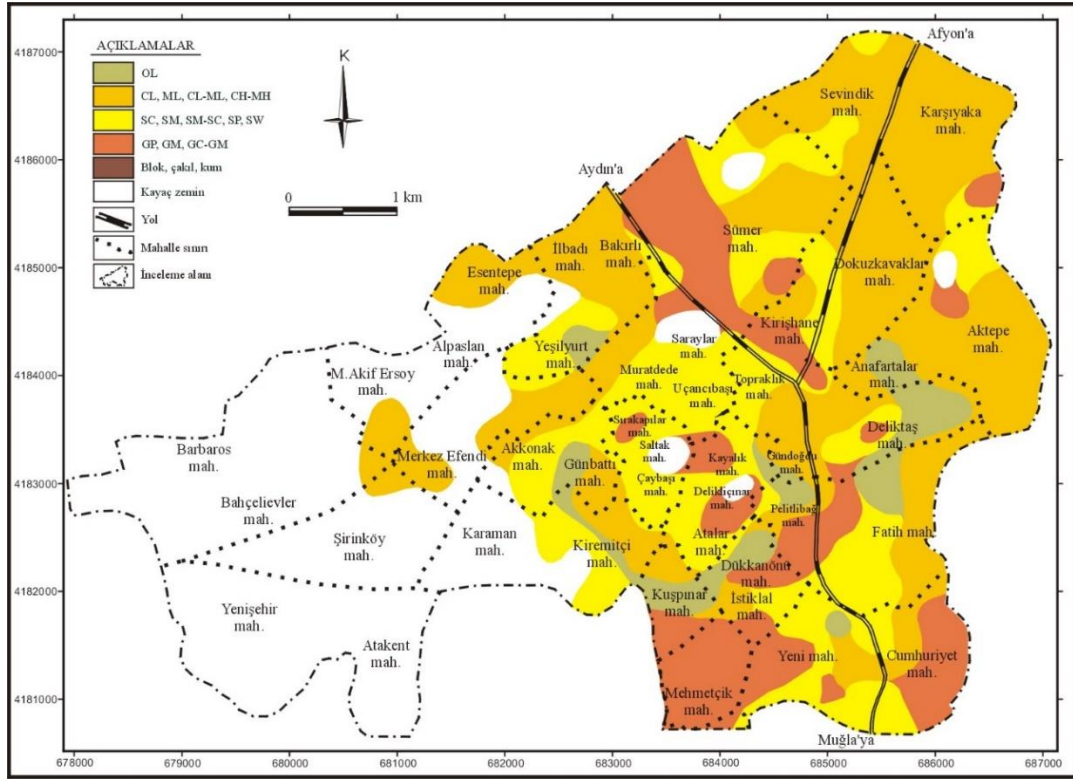 AÇIKLAMALAR
OL
CL, ML, CL-ML, CH-MH
SC, SM, SM-SC, SP, SW
GP, GM, GC-GM
Blok, çakıl, kum
Kayaç zemin
Yol
Mahalle sınırı
İnceleme alanı
K
0 1 km
Afyon'a
Aydın'a
Muğla'ya
Sevindik
mah.
Karşıyaka
mah.
Sümer
mah.
İlbadı
mah.
Bakırlı
mah.
Esentepe
mah.
Dokuzkavaklar
mah.
Kirişhane
mah.
Aktepe
mah.
Saraylar
mah.
Alpaslan
mah.
Yeşilyurt
mah.
M.Akif Ersoy
mah.
Muratdede
mah.
Uçancıbaşı
mah.
Topraklık
mah.
Anafartalar
mah.
Sırakapılar
mah.
Deliktaş
mah.
Barbaros
mah.
Merkez Efendi
mah.
Akkonak
mah.
Günbattı
mah.
Saltak
mah.
Kayalık
mah.
Gündoğdu
mah.
Çaybaşı
mah.
Delikliçınar
mah.
Pelitlibağ
mah.
Bahçelievler
mah.
Şirinköy
mah.
Karaman
mah.
Kiremitçi
mah.
Atalar
mah.
Fatih mah.
Dükkanönü
mah.
Kuşpınar
mah.
İstiklal
mah.
Yenişehir
mah.
Atakent
mah.
Yeni mah.
Cumhuriyet
mah.
Mehmetçik
mah.
4187000
4186000
4185000
4184000
4183000
4182000
4181000
678000 679000 680000 681000 682000 683000 684000 685000 686000 687000